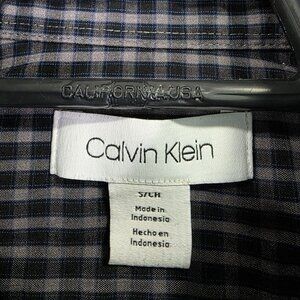 CALIFORNIA USA
Calvin Klein
S/CH
Made in
Indonesia
Hecho en
Indonesia